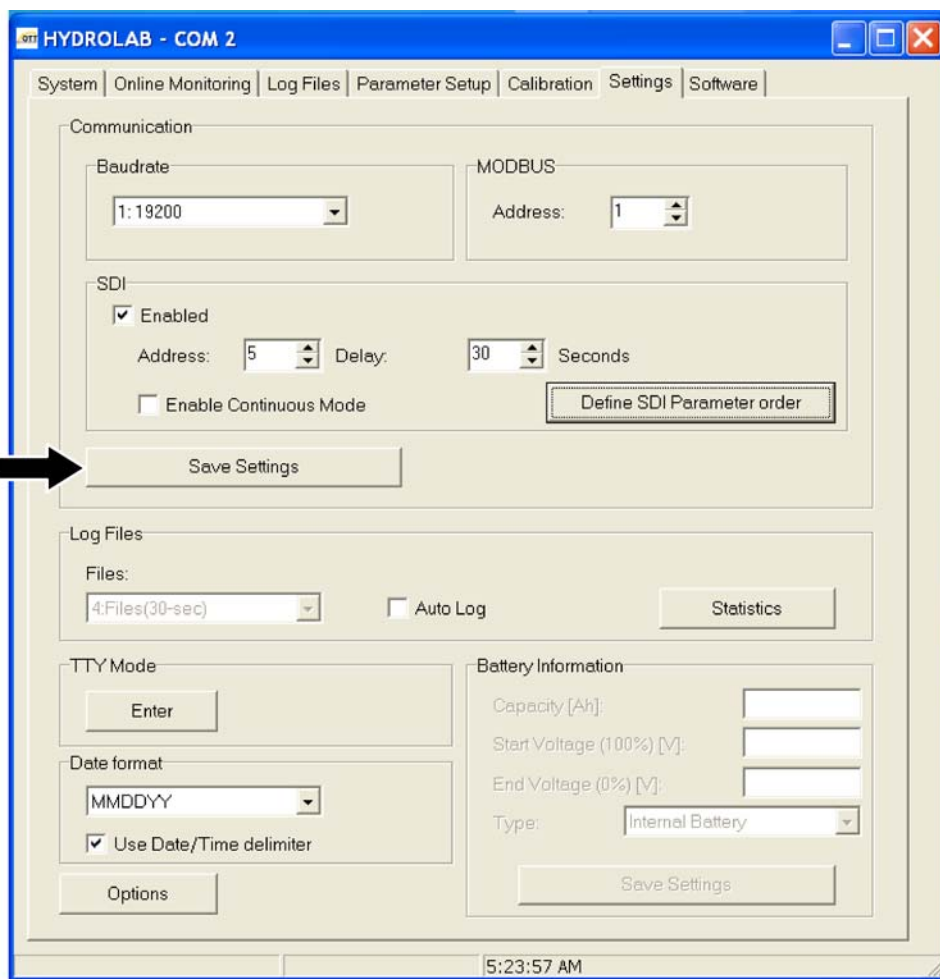 OTT HYDROLAB - COM 2
System Online Monitoring Log Files Parameter Setup Calibration Settings Software
Communication
Baudrate MODBUS
1: 19200 Address: 1
SDI
Enabled
Address: 5 Delay: 30 Seconds
Enable Continuous Mode Define SDI Parameter order
Save Settings
Log Files
Files:
4:Files(30-sec) Auto Log Statistics
TTY Mode Battery Information
Enter Capacity [Ah]:
Start Voltage (100%) [V]:
Date format
End Voltage (0%) [V]:
MMDDYY Type: Internal Battery
Use Date/Time delimiter
Options Save Settings
5:23:57 AM